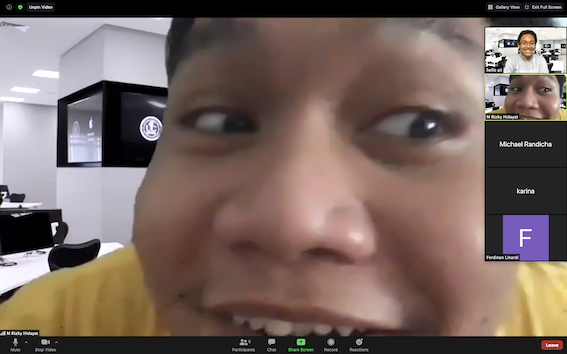 Unpin Video
Gallery View
Exit Full Screen
hello all
M Rizky Hidayat
Michael Randicha
karina
F
Ferdinan Linardi
M Rizky Hidayat
Mute
Stop Video
Participants
Chat
Share Screen
Record
Reactions
Leave